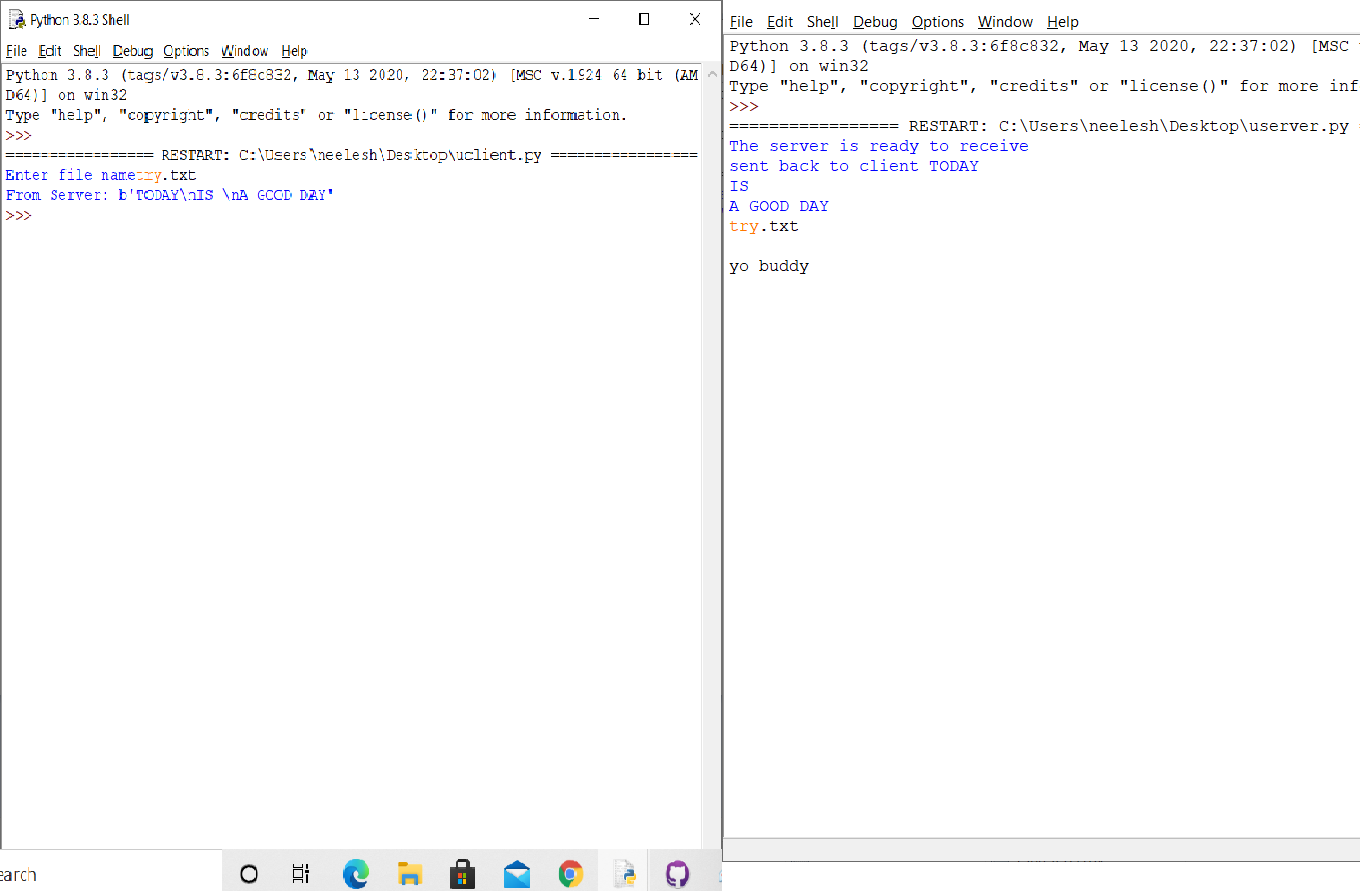 Python 3.8.3 Shell
File Edit Shell Debug Options Window Help
Python 3.8.3 (tags/v3.8.3:6f8c832, May 13 2020, 22:37:02) [MSC v.1924 64 bit (AM
D64)] on win32
Type "help", "copyright", "credits" or "license()" for more information.
>>>
================= RESTART: C:\Users\neelesh\Desktop\uclient.py =================
Enter file nametry.txt
From Server: b'TODAY\nIS \nA GOOD DAY'
>>>
earch
File Edit Shell Debug Options Window Help
Python 3.8.3 (tags/v3.8.3:6f8c832, May 13 2020, 22:37:02) [MSC v
D64)] on win32
Type "help", "copyright", "credits" or "license()" for more inf
>>>
================= RESTART: C:\Users\neelesh\Desktop\userver.py =
The server is ready to receive
sent back to client TODAY
IS
A GOOD DAY
try.txt
yo buddy